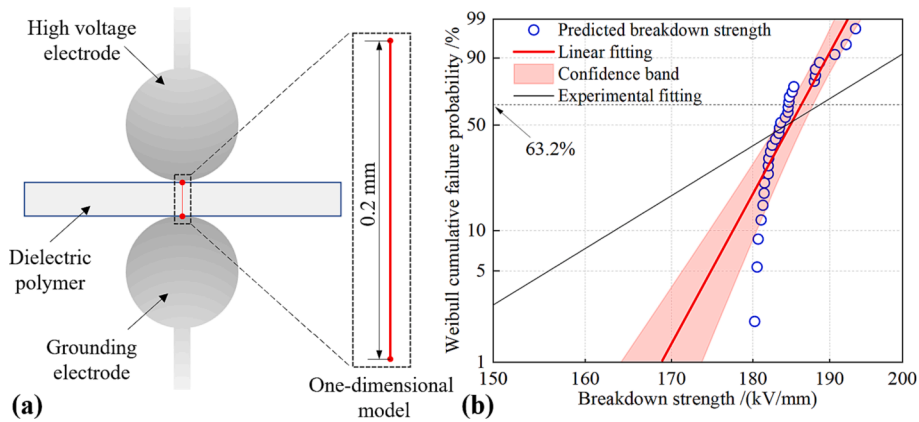 High voltage
electrode
Dielectric
polymer
Grounding
electrode
0.2 mm
One-dimensional
model
(a)
Weibull cumulative failure probability /%
99
90
50
10
5
1
Predicted breakdown strength
Linear fitting
Confidence band
Experimental fitting
63.2%
150
160
170
180
190
200
Breakdown strength /(kV/mm)
(b)